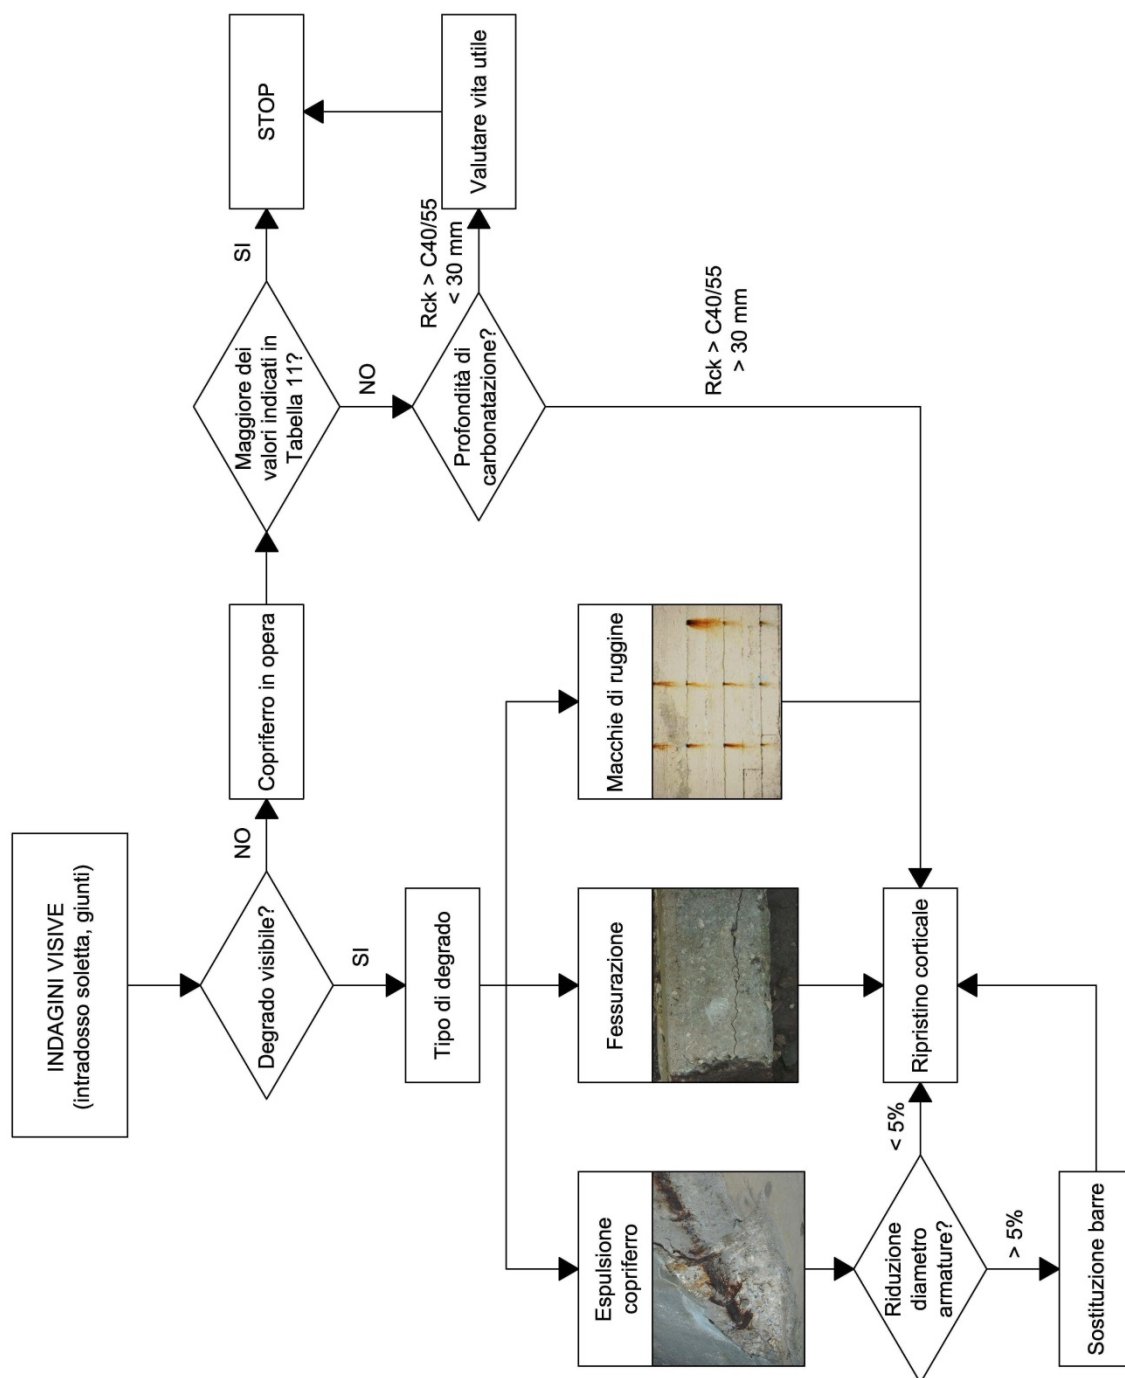 INDAGINI VISIVE
(intradosso soletta, giunti)
Degrado visibile?
NO
Copriferro in opera
Maggiore dei
valori indicati in
Tabella 11?
SI
STOP
NO
Profondità di
carbonatazione?
Rck > C40/55
< 30 mm
Valutare vita utile
Rck > C40/55
> 30 mm
SI
Tipo di degrado
Espulsione
copriferro
Fessurazione
Macchie di ruggine
Riduzione
diametro
armature?
< 5%
Ripristino corticale
> 5%
Sostituzione barre